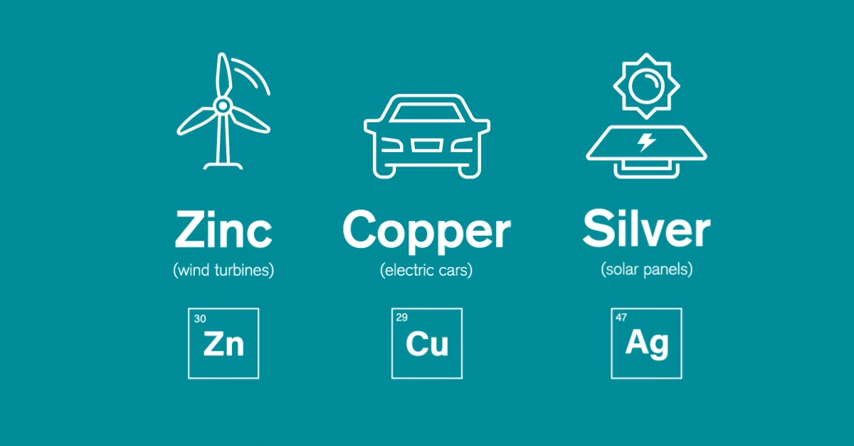 Zinc
(wind turbines)
30
Zn
Copper
(electric cars)
29
Cu
Silver
(solar panels)
47
Ag